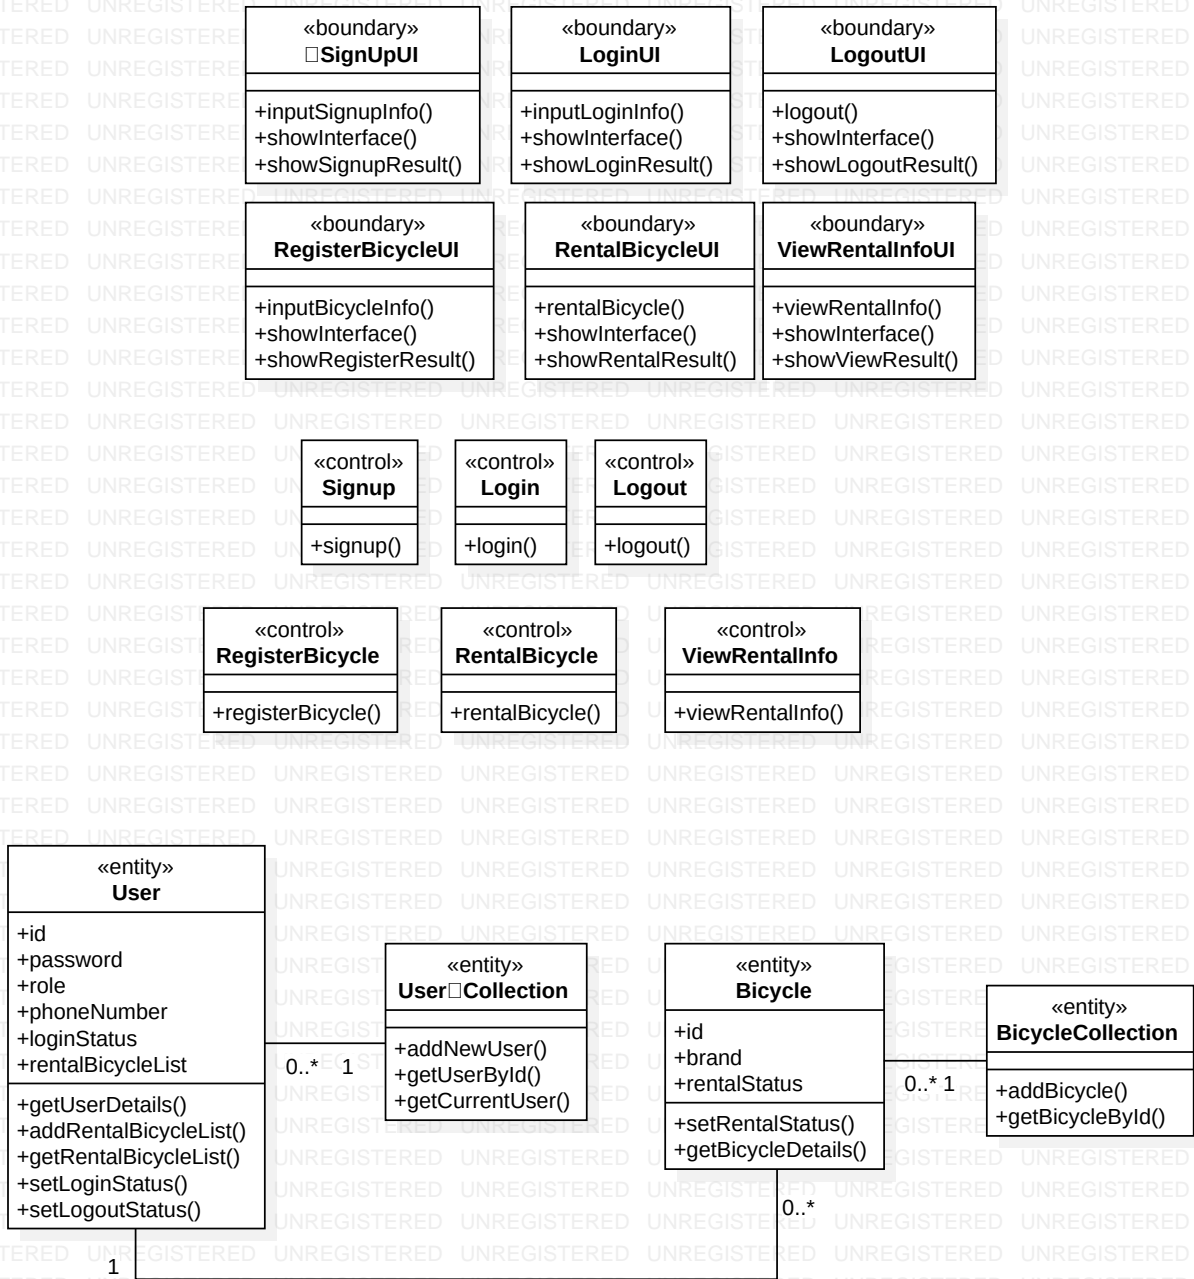 «boundary»
□SignUpUI
+inputSignupInfo()
+showInterface()
+showSignupResult()
«boundary»
LoginUI
+inputLoginInfo()
+showInterface()
+showLoginResult()
«boundary»
LogoutUI
+logout()
+showInterface()
+showLogoutResult()
«boundary»
RegisterBicycleUI
+inputBicycleInfo()
+showInterface()
+showRegisterResult()
«boundary»
RentalBicycleUI
+rentalBicycle()
+showInterface()
+showRentalResult()
«boundary»
ViewRentalInfoUI
+viewRentalInfo()
+showInterface()
+showViewResult()
«control»
Signup
+signup()
«control»
Login
+login()
«control»
Logout
+logout()
«control»
RegisterBicycle
+registerBicycle()
«control»
RentalBicycle
+rentalBicycle()
«control»
ViewRentalInfo
+viewRentalInfo()
«entity»
User
+id
+password
+role
+phoneNumber
+loginStatus
+rentalBicycleList
+getUserDetails()
+addRentalBicycleList()
+getRentalBicycleList()
+setLoginStatus()
+setLogoutStatus()
0..* 1
«entity»
User□Collection
+addNewUser()
+getUserById()
+getCurrentUser()
«entity»
Bicycle
+id
+brand
+rentalStatus
+setRentalStatus()
+getBicycleDetails()
0..* 1
«entity»
BicycleCollection
+addBicycle()
+getBicycleById()
0..*
1